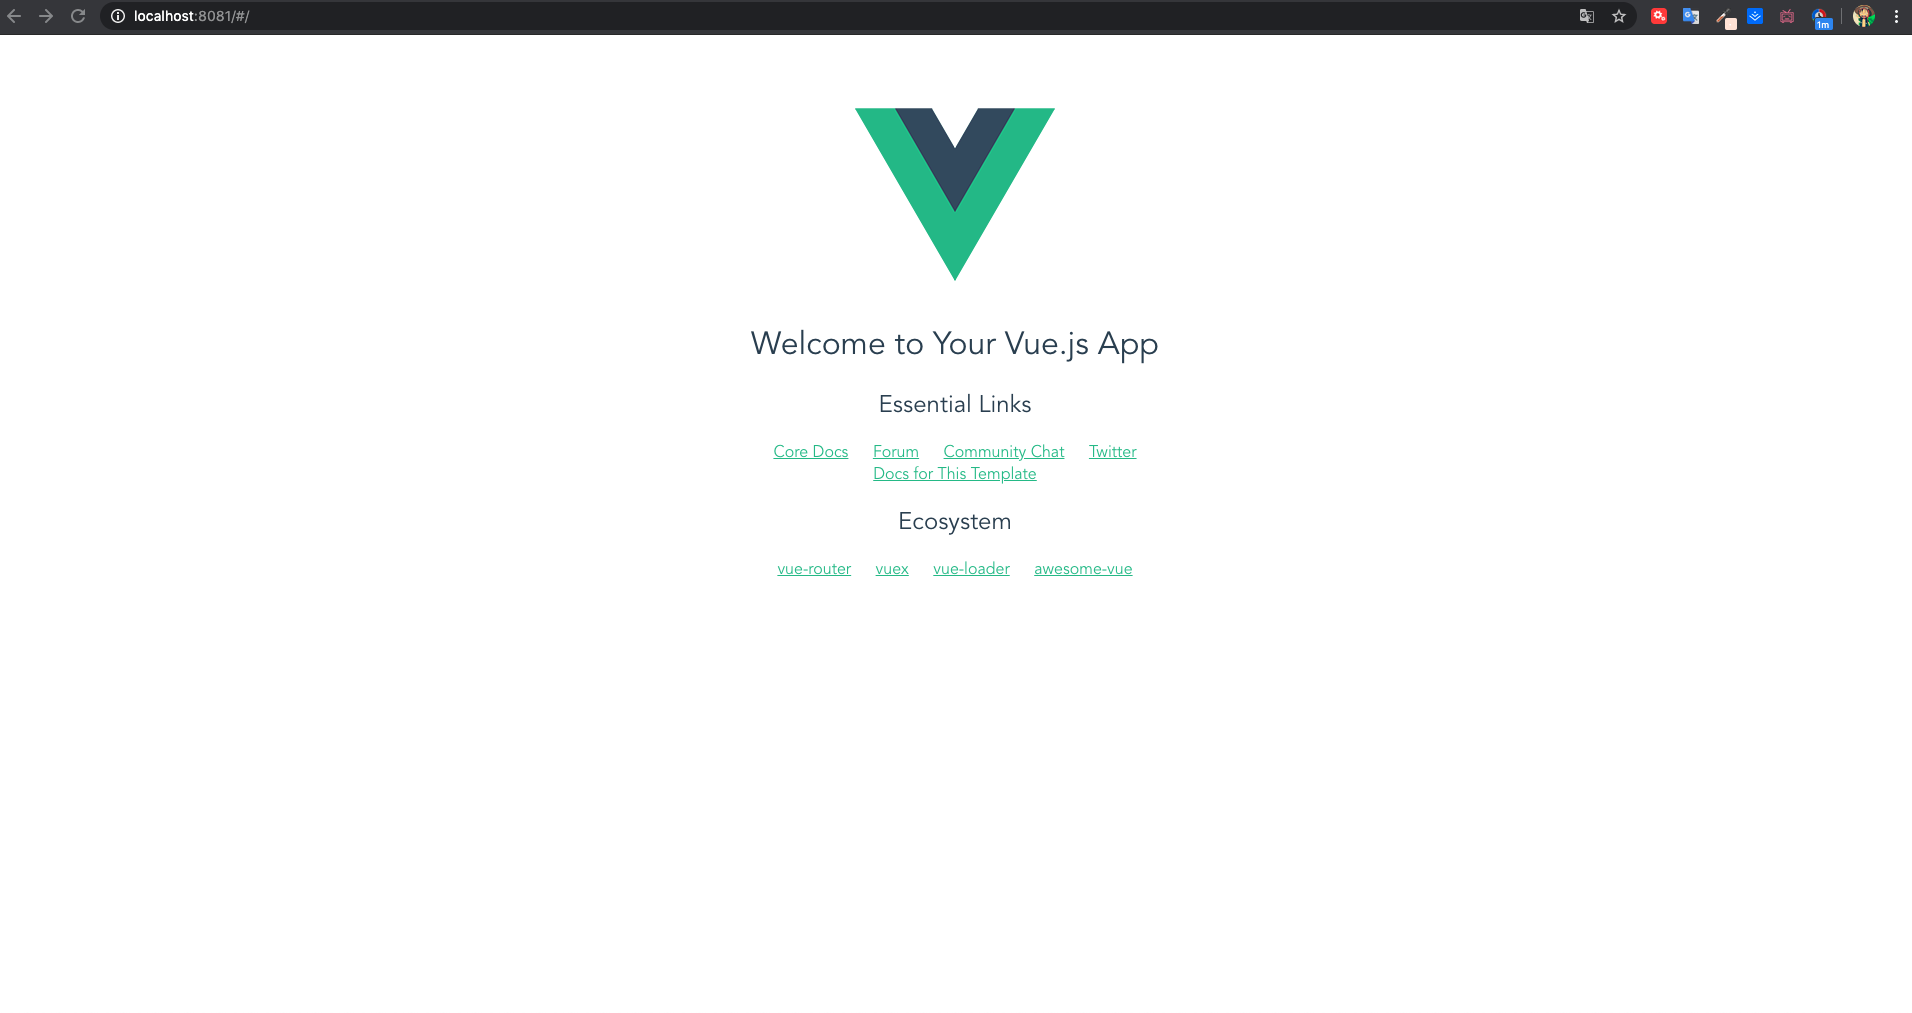 localhost:8081/#/
1m
Welcome to Your Vue.js App
Essential Links
Core Docs Forum Community Chat Twitter
Docs for This Template
Ecosystem
vue-router vuex vue-loader awesome-vue